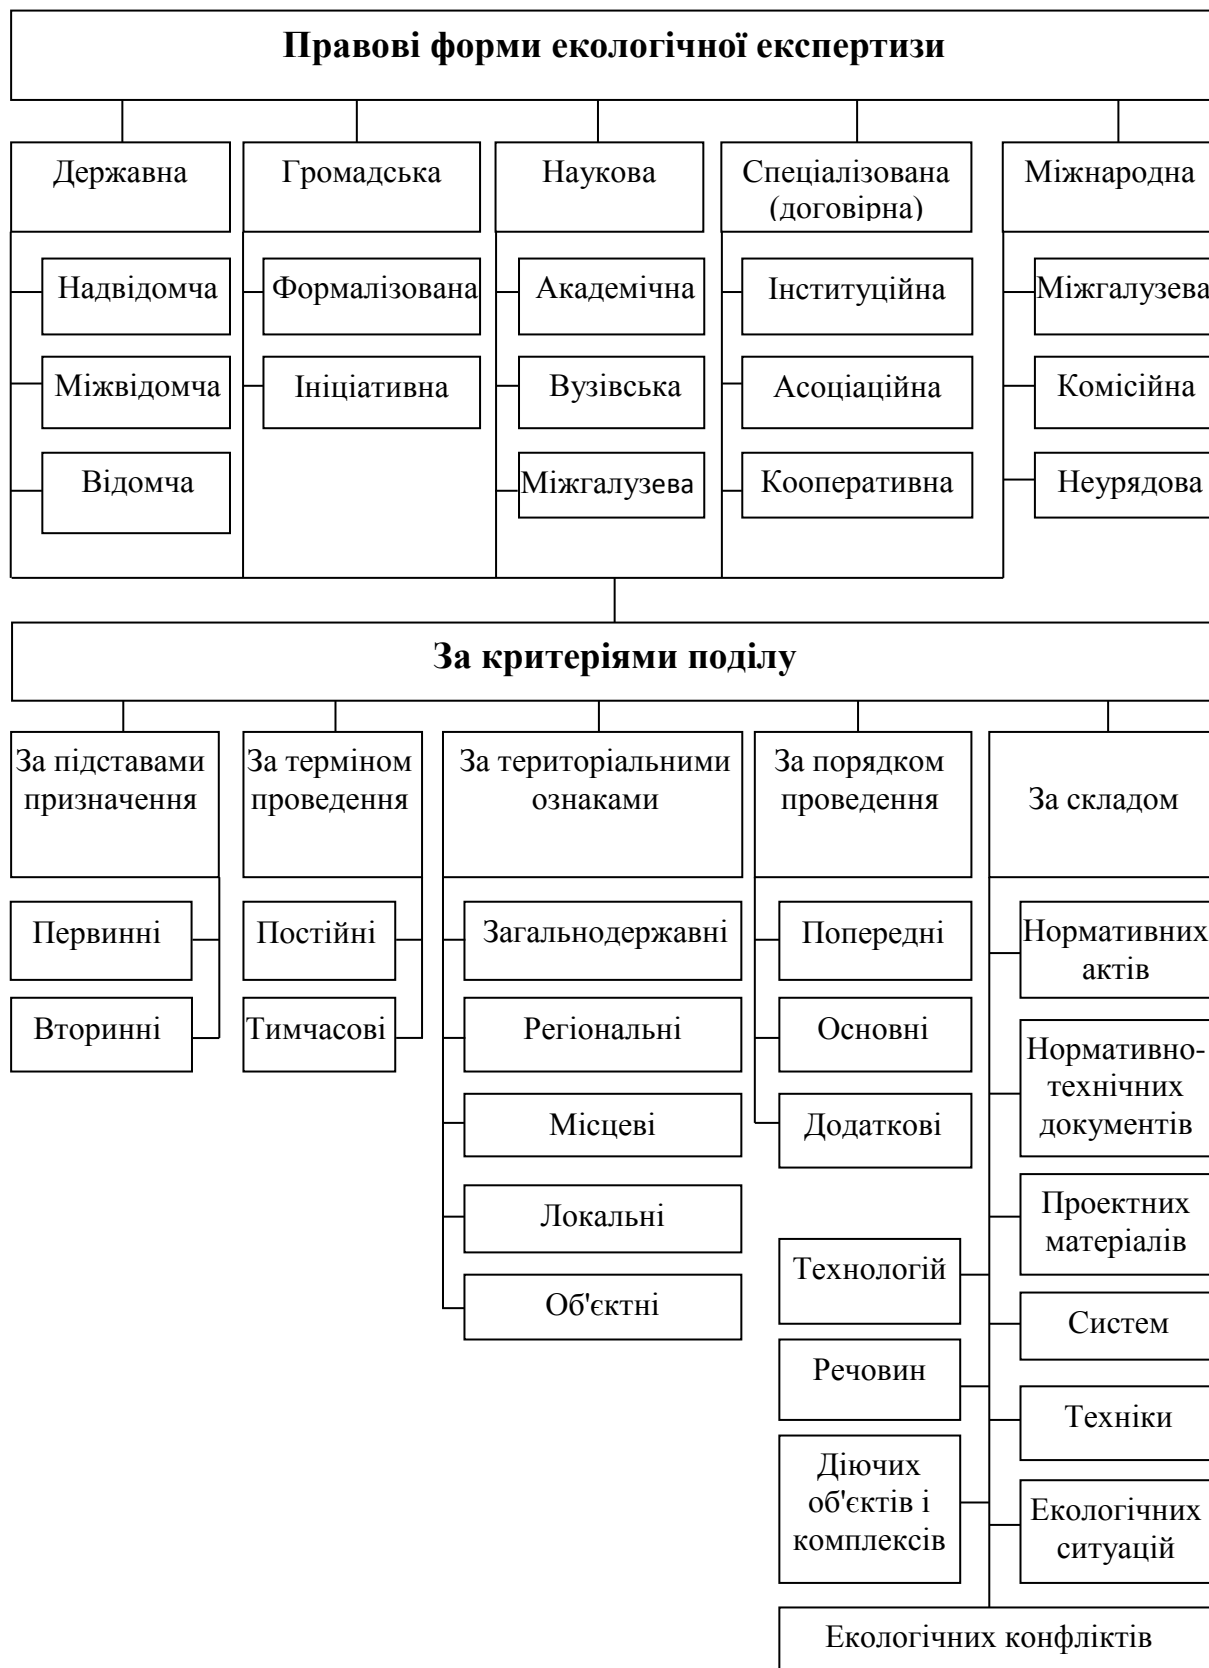 Правові форми екологічної експертизи
Державна
Громадська
Наукова
Спеціалізована
(договірна)
Міжнародна
Надвідомча
Формалізована
Академічна
Інституційна
Міжгалузева
Міжвідомча
Ініціативна
Вузівська
Асоціаційна
Комісійна
Відомча
Міжгалузева
Кооперативна
Неурядова
За критеріями поділу
За підставами
призначення
За терміном
проведення
За територіальними
ознаками
За порядком
проведення
За складом
Первинні
Постійні
Загальнодержавні
Попередні
Нормативних
актів
Вторинні
Тимчасові
Регіональні
Основні
Нормативно-
технічних
документів
Місцеві
Додаткові
Локальні
Проектних
матеріалів
Технологій
Об'єктні
Систем
Речовин
Техніки
Діючих
об'єктів і
комплексів
Екологічних
ситуацій
Екологічних конфліктів